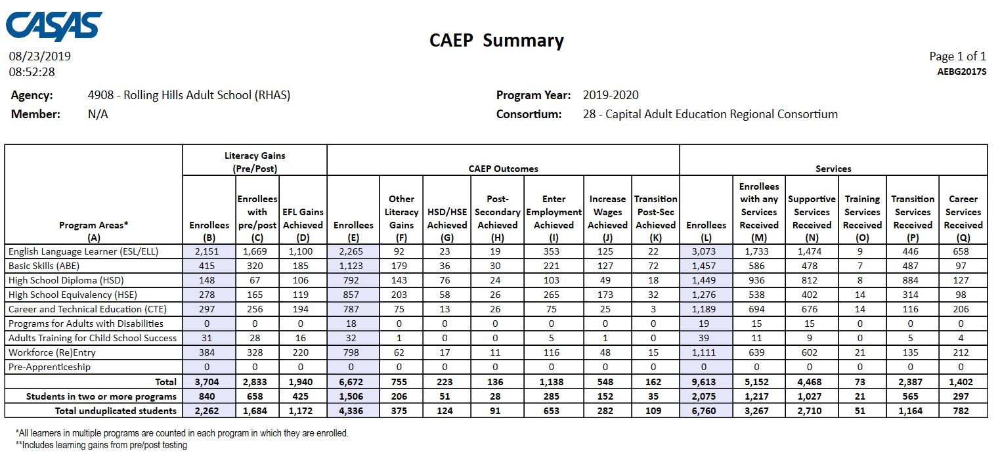 CASAS
CAEP Summary
08/23/2019
Page 1 of 1
08:52:28
AEBG2017S
Agency: 4908 - Rolling Hills Adult School (RHAS) Program Year: 2019-2020
Member: N/A Consortium: 28 - Capital Adult Education Regional Consortium
Literacy Gains
(Pre/Post) CAEP Outcomes Services
Program Areas*
(A)
Enrollees
(B)
Enrollees
with
pre/post
(C)
EFL Gains
Achieved
(D)
Enrollees
(E)
Other
Literacy
Gains
(F)
HSD/HSE
Achieved
(G)
Post-
Secondary
Achieved
(H)
Enter
Employment
Achieved
(I)
Increase
Wages
Achieved
(J)
Transition
Post-Sec
Achieved
(K)
Enrollees
(L)
Enrollees
with any
Services
Received
(M)
Supportive
Services
Received
(N)
Training
Services
Received
(O)
Transition
Services
Received
(P)
Career
Services
Received
(Q)
English Language Learner (ESL/ELL) 2,151 1,669 1,100 2,265 92 23 19 353 125 22 3,073 1,733 1,474 9 446 658
Basic Skills (ABE) 415 320 185 1,123 179 36 30 221 127 72 1,457 586 478 7 487 97
High School Diploma (HSD) 148 67 106 792 143 76 24 103 49 18 1,449 936 812 8 884 127
High School Equivalency (HSE) 278 165 119 857 203 58 26 265 173 32 1,276 538 402 14 314 98
Career and Technical Education (CTE) 297 256 194 787 75 13 26 75 25 3 1,189 694 676 14 116 206
Programs for Adults with Disabilities 0 0 0 18 0 0 0 0 0 0 19 15 15 0 0 0
Adults Training for Child School Success 31 28 16 32 1 0 0 5 1 0 39 11 9 0 5 4
Workforce (Re)Entry 384 328 220 798 62 17 11 116 48 15 1,111 639 602 21 135 212
Pre-Apprenticeship 0 0 0 0 0 0 0 0 0 0 0 0 0 0 0 0
Total 3,704 2,833 1,940 6,672 755 223 136 1,138 548 162 9,613 5,152 4,468 73 2,387 1,402
Students in two or more programs 840 658 425 1,506 206 51 28 285 152 35 2,075 1,217 1,027 21 565 297
Total unduplicated students 2,262 1,684 1,172 4,336 375 124 91 653 282 109 6,760 3,267 2,710 51 1,164 782
*All learners in multiple programs are counted in each program in which they are enrolled.
**Includes learning gains from pre/post testing